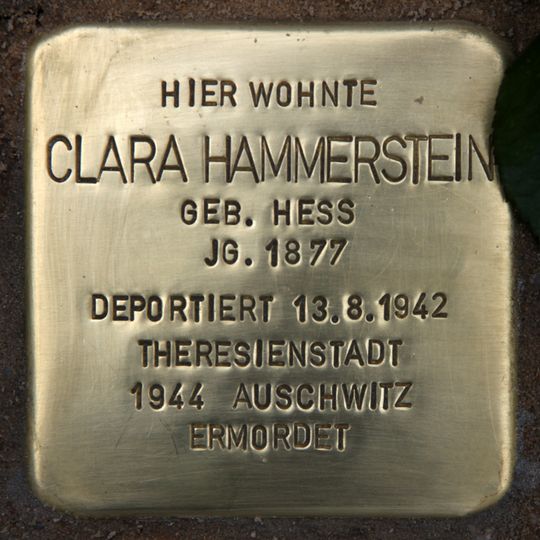 HIER WOHNTE
CLARA HAMMERSTEIN
GEB. HESS
JG. 1877
DEPORTIERT 13.8.1942
THERESIENSTADT
1944 AUSCHWITZ
ERMORDET